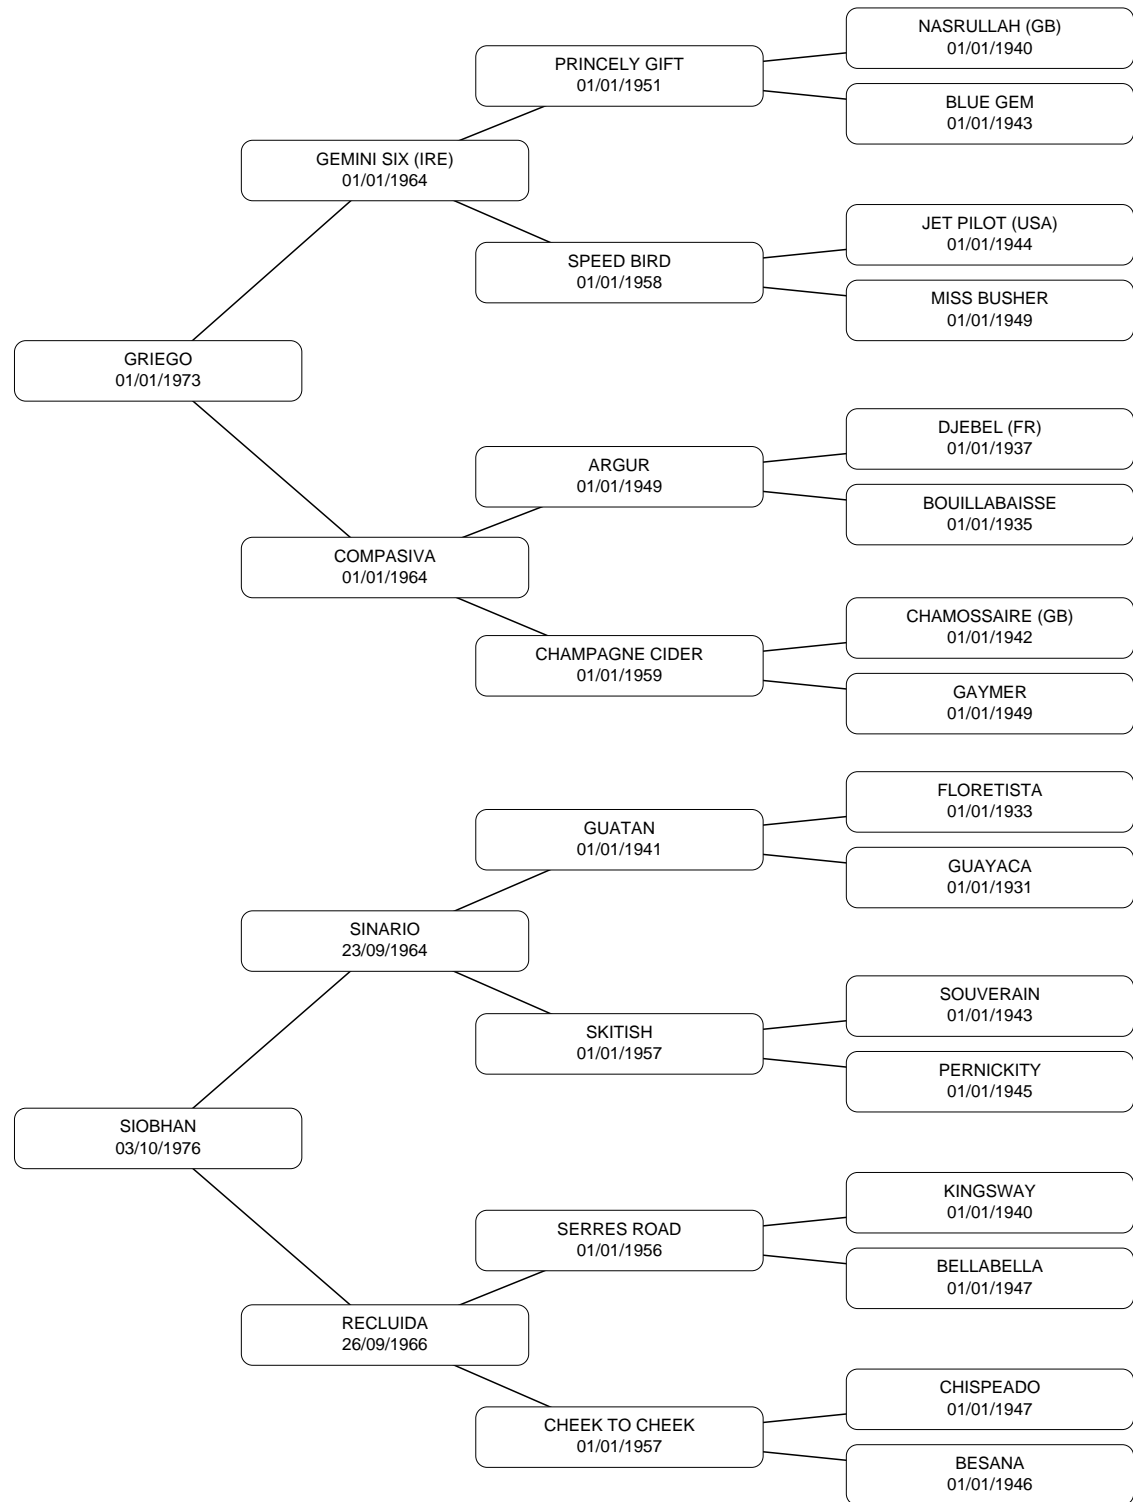 NASRULLAH (GB)
01/01/1940
PRINCELY GIFT
01/01/1951
BLUE GEM
01/01/1943
GEMINI SIX (IRE)
01/01/1964
JET PILOT (USA)
01/01/1944
SPEED BIRD
01/01/1958
MISS BUSHER
01/01/1949
GRIEGO
01/01/1973
DJEBEL (FR)
01/01/1937
ARGUR
01/01/1949
BOUILLABAISSE
01/01/1935
COMPASIVA
01/01/1964
CHAMOSSAIRE (GB)
01/01/1942
CHAMPAGNE CIDER
01/01/1959
GAYMER
01/01/1949
FLORETISTA
01/01/1933
GUATAN
01/01/1941
GUAYACA
01/01/1931
SINARIO
23/09/1964
SOUVERAIN
01/01/1943
SKITISH
01/01/1957
PERNICKITY
01/01/1945
SIOBHAN
03/10/1976
KINGSWAY
01/01/1940
SERRES ROAD
01/01/1956
BELLABELLA
01/01/1947
RECLUIDA
26/09/1966
CHISPEADO
01/01/1947
CHEEK TO CHEEK
01/01/1957
BESANA
01/01/1946